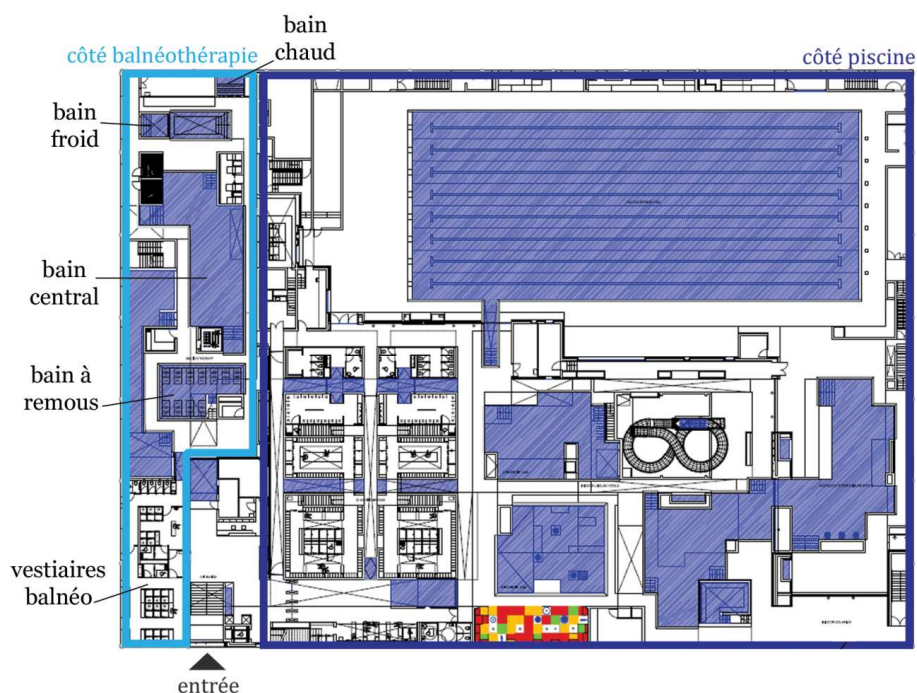 bain
chaud
côté balnéothérapie
côté piscine
bain
froid
bain
central
bain à
remous
vestiaires
balnéo
entrée